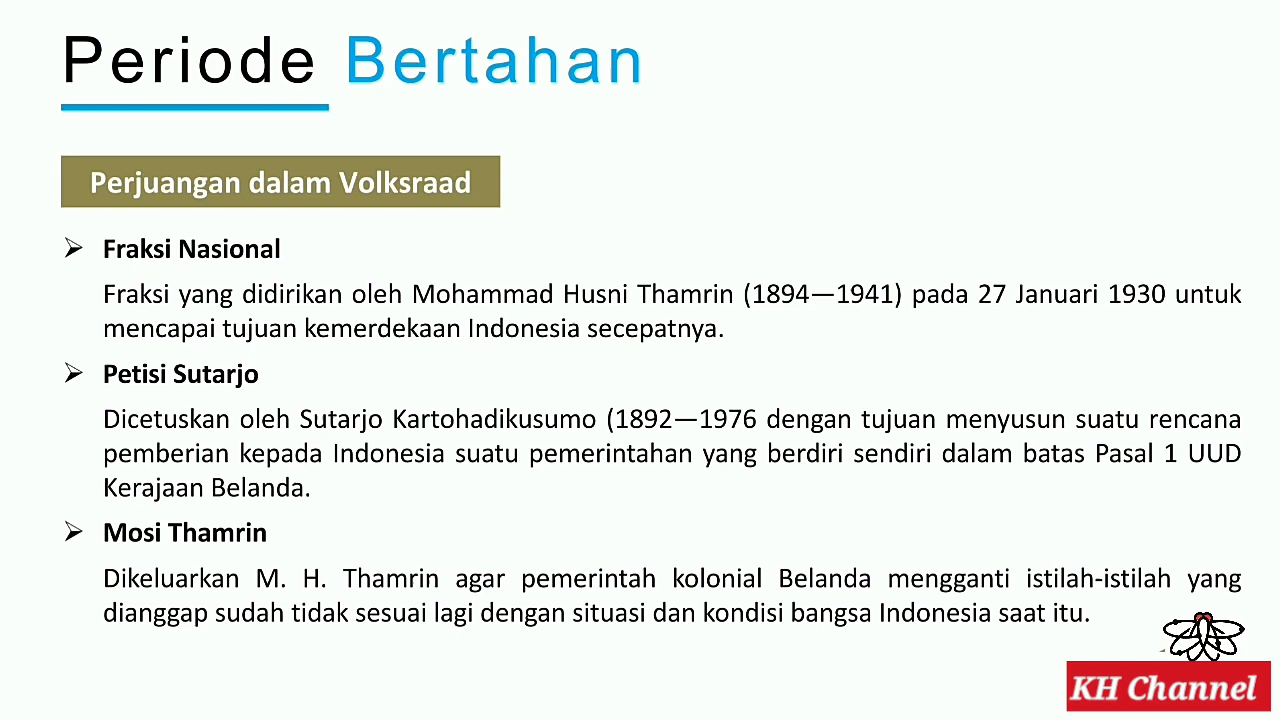 Periode Bertahan
Perjuangan dalam Volksraad
➢ Fraksi Nasional
Fraksi yang didirikan oleh Mohammad Husni Thamrin (1894—1941) pada 27 Januari 1930 untuk
mencapai tujuan kemerdekaan Indonesia secepatnya.
➢ Petisi Sutarjo
Dicetuskan oleh Sutarjo Kartohadikusumo (1892—1976 dengan tujuan menyusun suatu rencana
pemberian kepada Indonesia suatu pemerintahan yang berdiri sendiri dalam batas Pasal 1 UUD
Kerajaan Belanda.
➢ Mosi Thamrin
Dikeluarkan M. H. Thamrin agar pemerintah kolonial Belanda mengganti istilah-istilah yang
dianggap sudah tidak sesuai lagi dengan situasi dan kondisi bangsa Indonesia saat itu.
KH Channel